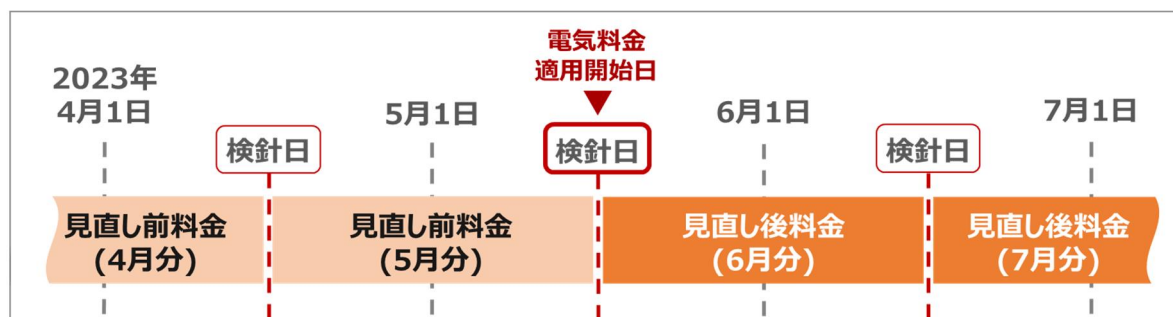 電気料金
適用開始日
2023年
4月1日
5月1日
6月1日
7月1日
検針日
検針日
検針日
見直し前料金
(4月分)
見直し前料金
(5月分)
見直し後料金
(6月分)
見直し後料金
(7月分)